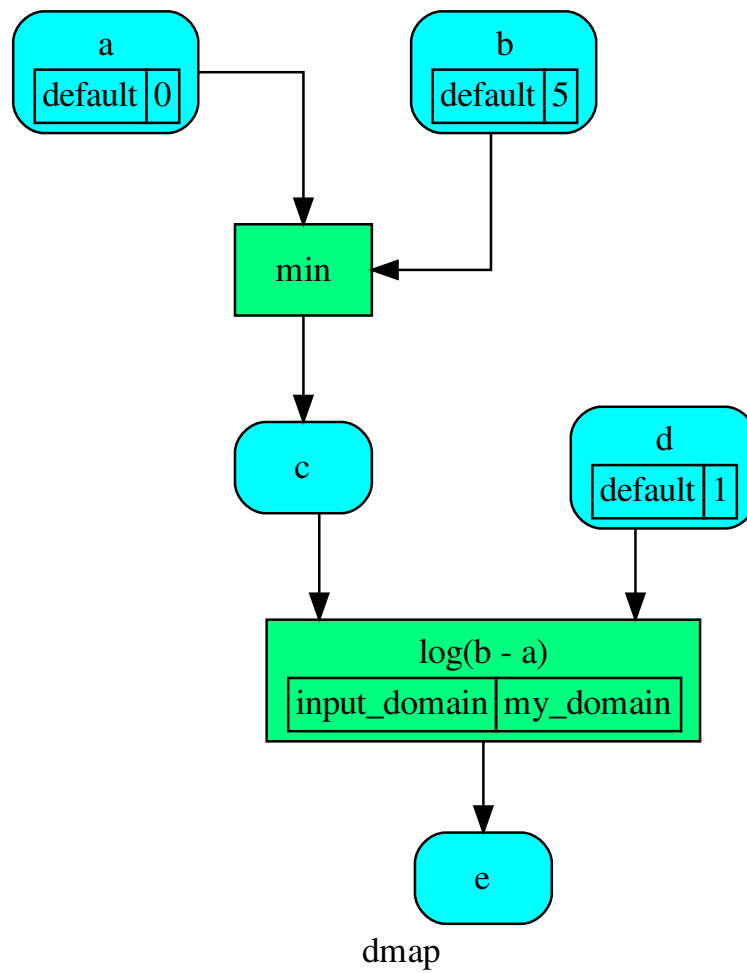 a
default 0
b
default 5
min
c
d
default 1
log(b - a)
input_domain my_domain
e
dmap